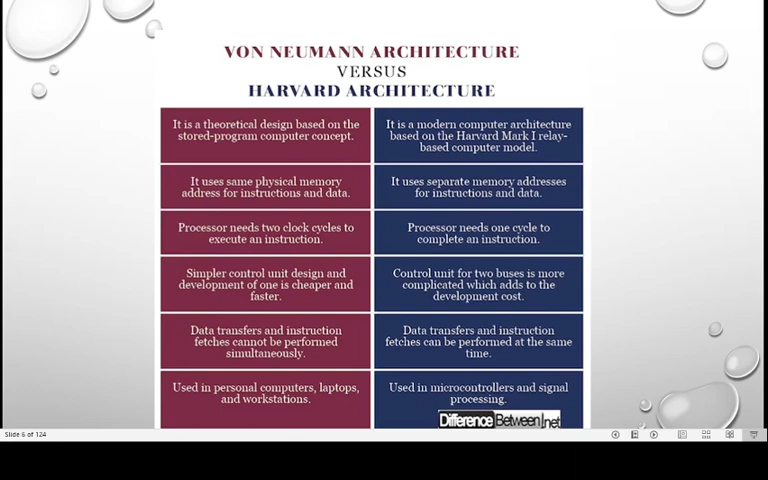 VON NEUMANN ARCHITECTURE
VERSUS
HARVARD ARCHITECTURE
It is a theoretical design based on the
stored-program computer concept.
It is a modern computer architecture
based on the Harvard Mark I relay-
based computer model.
It uses same physical memory
address for instructions and data.
It uses separate memory addresses
for instructions and data.
Processor needs two clock cycles to
execute an instruction.
Processor needs one cycle to
complete an instruction.
Simpler control unit design and
development of one is cheaper and
faster.
Control unit for two buses is more
complicated which adds to the
development cost.
Data transfers and instruction
fetches cannot be performed
simultaneously.
Data transfers and instruction
fetches can be performed at the same
time.
Used in personal computers, laptops,
and workstations.
Used in microcontrollers and signal
processing.
DifferenceBetween.net
Slide 6 of 124